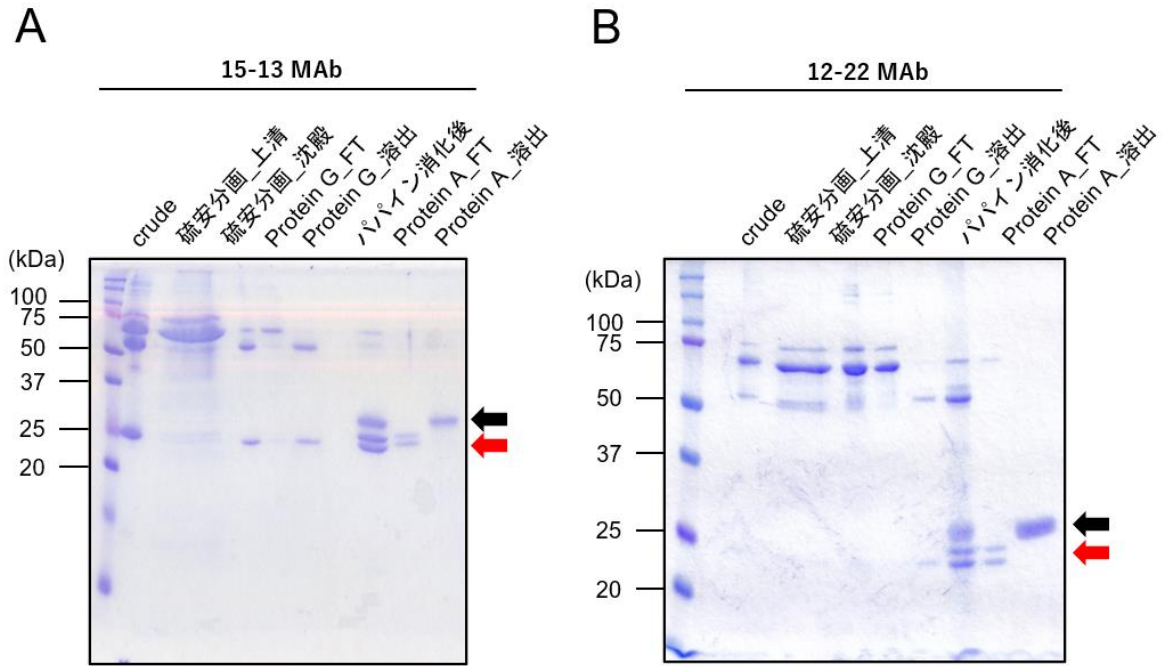 A
15-13 MAb
crude
硫安分画_上清
硫安分画_沈殿
Protein G_FT
Protein G_溶出
パパイン消化後
Protein A_FT
Protein A_溶出
(kDa)
100
75
50
37
25
20
B
12-22 MAb
crude
硫安分画_上清
硫安分画_沈殿
Protein G_FT
Protein G_溶出
パパイン消化後
Protein A_FT
Protein A_溶出
(kDa)
100
75
50
37
25
20